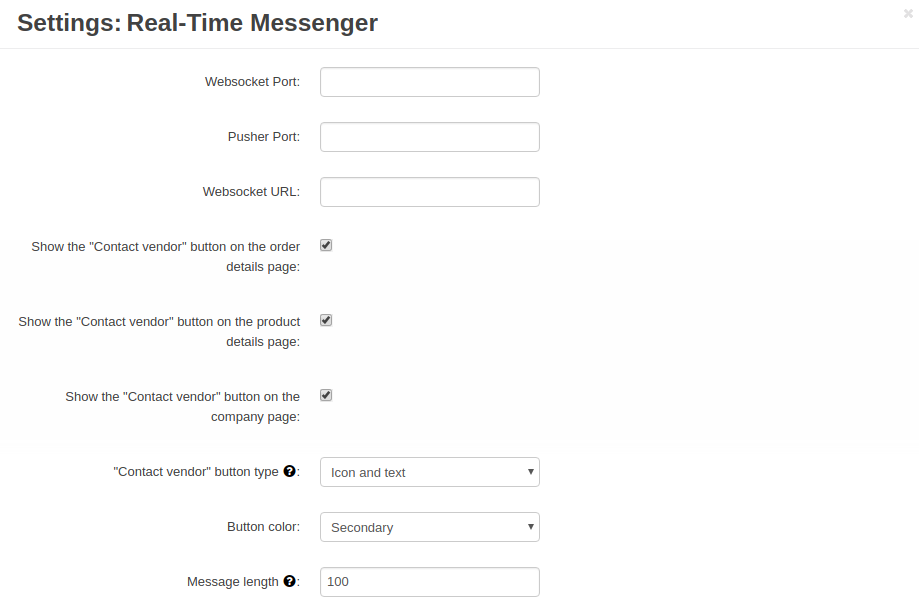 Settings: Real-Time Messenger
Websocket Port:
Pusher Port:
Websocket URL:
Show the "Contact vendor" button on the order
details page:
Show the "Contact vendor" button on the product
details page:
Show the "Contact vendor" button on the
company page:
"Contact vendor" button type ?: Icon and text
Button color: Secondary
Message length ?: 100